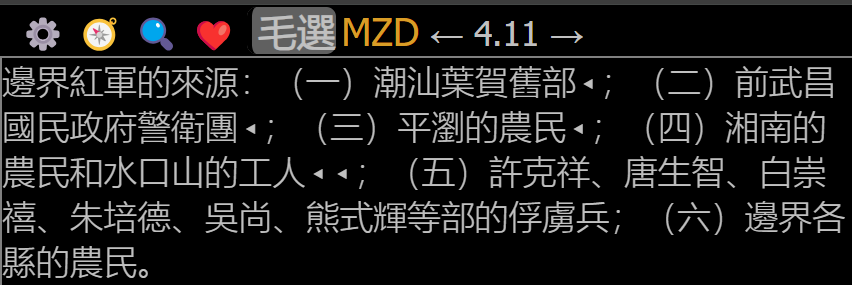 毛選 MZD ← 4.11 →
邊界紅軍的來源：（一）潮汕葉賀舊部◂；（二）前武昌
國民政府警衛團◂；（三）平瀏的農民◂；（四）湘南的
農民和水口山的工人◂◂；（五）許克祥、唐生智、白崇
禧、朱培德、吳尚、熊式輝等部的俘虜兵；（六）邊界各
縣的農民。